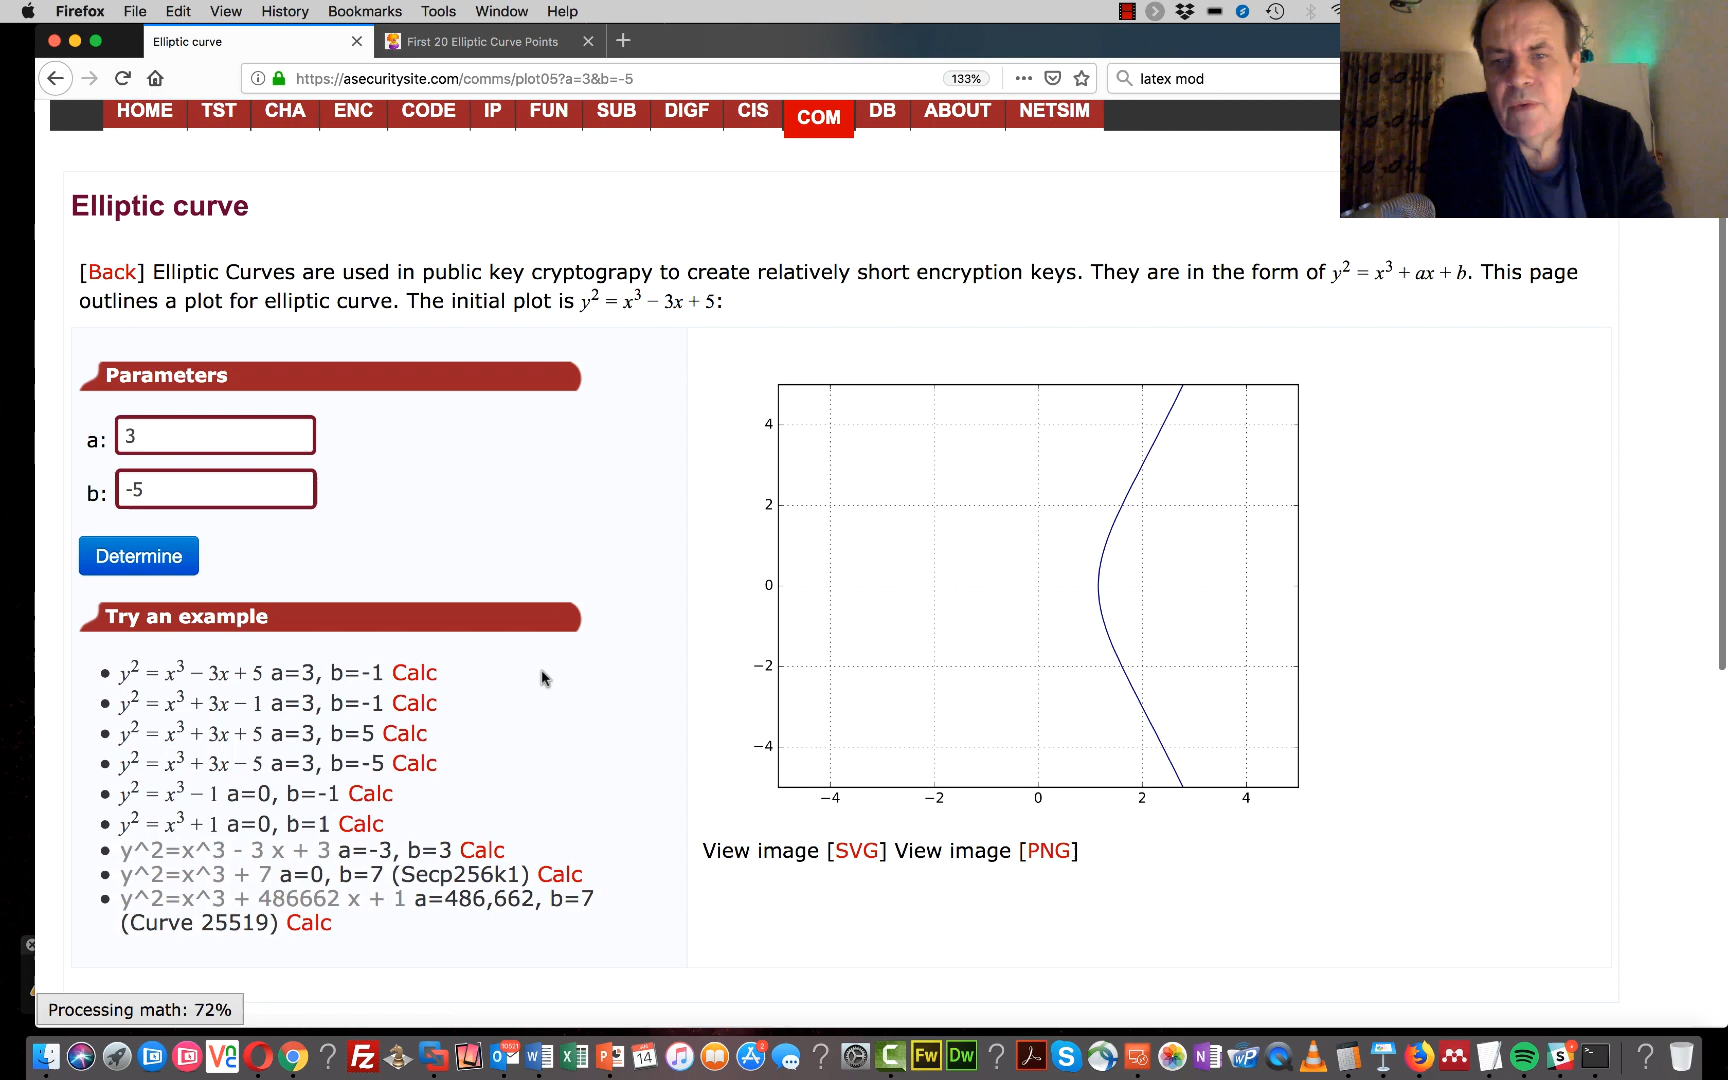 Firefox File Edit View History Bookmarks Tools Window Help
Elliptic curve First 20 Elliptic Curve Points
https://asecuritysite.com/comms/plot05?a=3&b=-5 133% latex mod
HOME TST CHA ENC CODE IP FUN SUB DIGF CIS COM DB ABOUT NETSIM
Elliptic curve
[Back] Elliptic Curves are used in public key cryptograpy to create relatively short encryption keys. They are in the form of y² = x³ + ax + b. This page
outlines a plot for elliptic curve. The initial plot is y² = x³ − 3x + 5:
Parameters
a: 3
b: -5
Determine
Try an example
• y² = x³ − 3x + 5 a=3, b=-1 Calc
• y² = x³ + 3x − 1 a=3, b=-1 Calc
• y² = x³ + 3x + 5 a=3, b=5 Calc
• y² = x³ + 3x − 5 a=3, b=-5 Calc
• y² = x³ − 1 a=0, b=-1 Calc
• y² = x³ + 1 a=0, b=1 Calc
• y^2=x^3 - 3 x + 3 a=-3, b=3 Calc
• y^2=x^3 + 7 a=0, b=7 (Secp256k1) Calc
• y^2=x^3 + 486662 x + 1 a=486,662, b=7
(Curve 25519) Calc
4
2
0
−2
−4
−4 −2 0 2 4
View image [SVG] View image [PNG]
Processing math: 72%